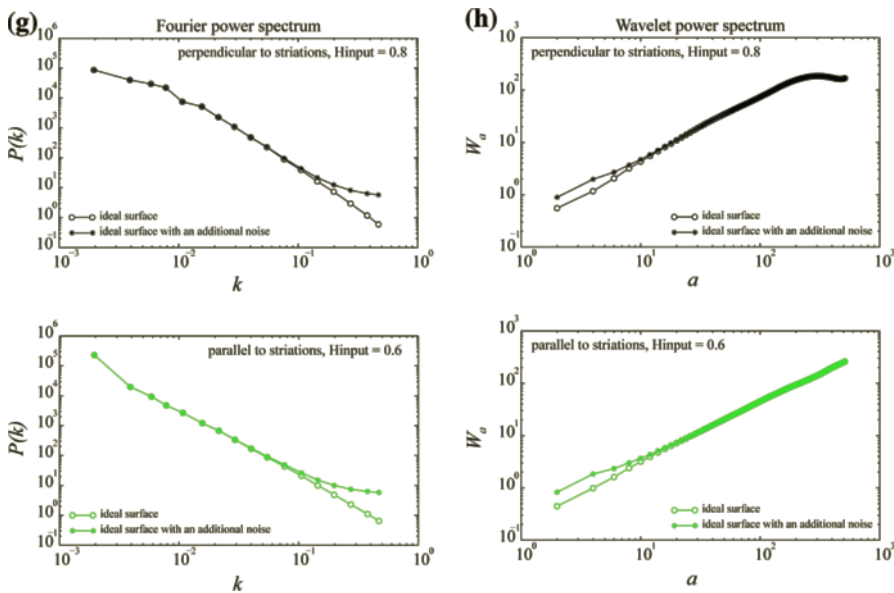 (g)
Fourier power spectrum
perpendicular to striations, Hinput = 0.8
P(k)
10^6
10^5
10^4
10^3
10^2
10^1
10^0
10^-1
ideal surface
ideal surface with an additional noise
10^-3
10^-2
10^-1
10^0
k
(h)
Wavelet power spectrum
perpendicular to striations, Hinput = 0.8
W_a
10^3
10^2
10^1
10^0
10^-1
ideal surface
ideal surface with an additional noise
10^0
10^1
10^2
10^3
a
parallel to striations, Hinput = 0.6
P(k)
10^6
10^5
10^4
10^3
10^2
10^1
10^0
10^-1
ideal surface
ideal surface with an additional noise
10^-3
10^-2
10^-1
10^0
k
parallel to striations, Hinput = 0.6
W_a
10^3
10^2
10^1
10^0
10^-1
ideal surface
ideal surface with an additional noise
10^0
10^1
10^2
10^3
a